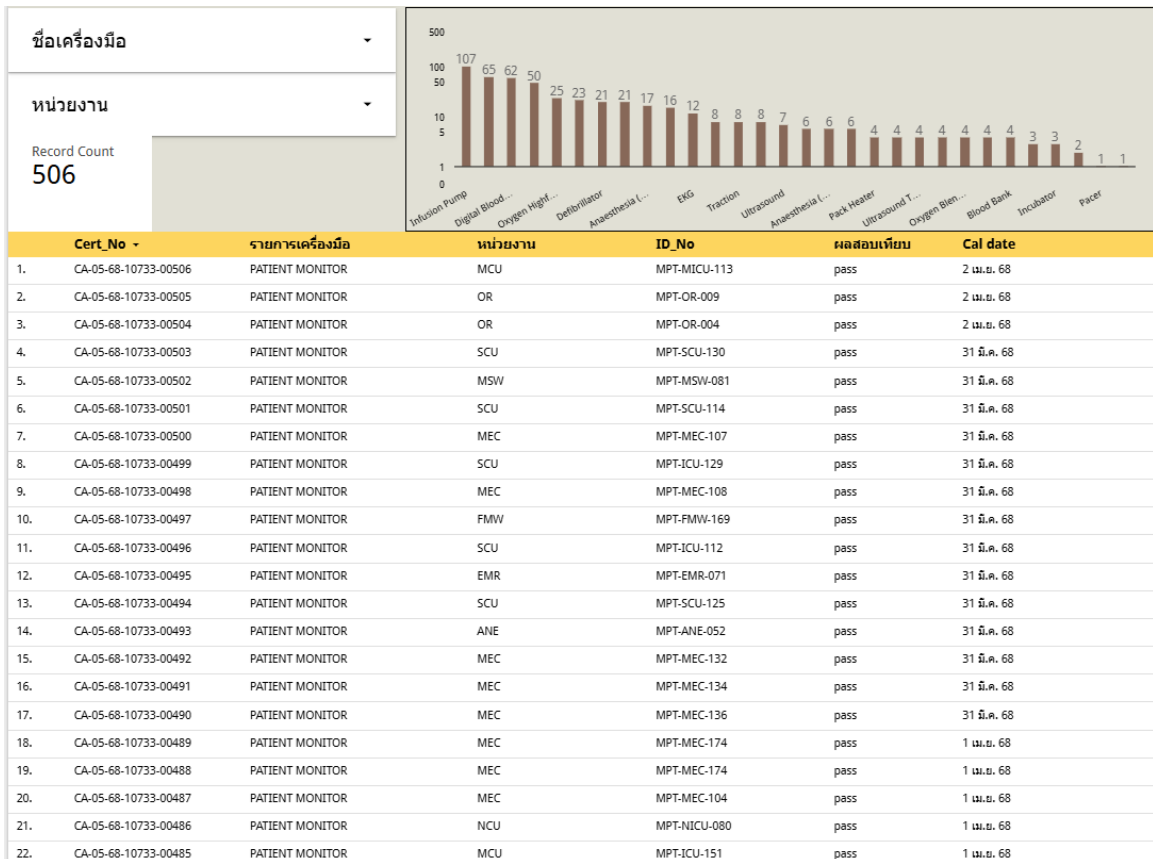 ชื่อเครื่องมือ
หน่วยงาน
Record Count
506
500
100
50
10
5
1
0
107 65 62 50 25 23 21 21 17 16 12 8 8 8 7 6 6 6 4 4 4 4 4 4 4 3 3 2 1 1
Infusion Pump Digital Blood... Oxygen Highf... Defibrillator Anaesthesia (... EKG Traction Ultrasound Anaesthesia (... Pack Heater Ultrasound T... Oxygen Blen... Blood Bank Incubator Pacer
Cert_No รายการเครื่องมือ หน่วยงาน ID_No ผลสอบเทียบ Cal date
1. CA-05-68-10733-00506 PATIENT MONITOR MCU MPT-MICU-113 pass 2 เม.ย. 68
2. CA-05-68-10733-00505 PATIENT MONITOR OR MPT-OR-009 pass 2 เม.ย. 68
3. CA-05-68-10733-00504 PATIENT MONITOR OR MPT-OR-004 pass 2 เม.ย. 68
4. CA-05-68-10733-00503 PATIENT MONITOR SCU MPT-SCU-130 pass 31 มี.ค. 68
5. CA-05-68-10733-00502 PATIENT MONITOR MSW MPT-MSW-081 pass 31 มี.ค. 68
6. CA-05-68-10733-00501 PATIENT MONITOR SCU MPT-SCU-114 pass 31 มี.ค. 68
7. CA-05-68-10733-00500 PATIENT MONITOR MEC MPT-MEC-107 pass 31 มี.ค. 68
8. CA-05-68-10733-00499 PATIENT MONITOR SCU MPT-ICU-129 pass 31 มี.ค. 68
9. CA-05-68-10733-00498 PATIENT MONITOR MEC MPT-MEC-108 pass 31 มี.ค. 68
10. CA-05-68-10733-00497 PATIENT MONITOR FMW MPT-FMW-169 pass 31 มี.ค. 68
11. CA-05-68-10733-00496 PATIENT MONITOR SCU MPT-ICU-112 pass 31 มี.ค. 68
12. CA-05-68-10733-00495 PATIENT MONITOR EMR MPT-EMR-071 pass 31 มี.ค. 68
13. CA-05-68-10733-00494 PATIENT MONITOR SCU MPT-SCU-125 pass 31 มี.ค. 68
14. CA-05-68-10733-00493 PATIENT MONITOR ANE MPT-ANE-052 pass 31 มี.ค. 68
15. CA-05-68-10733-00492 PATIENT MONITOR MEC MPT-MEC-132 pass 31 มี.ค. 68
16. CA-05-68-10733-00491 PATIENT MONITOR MEC MPT-MEC-134 pass 31 มี.ค. 68
17. CA-05-68-10733-00490 PATIENT MONITOR MEC MPT-MEC-136 pass 31 มี.ค. 68
18. CA-05-68-10733-00489 PATIENT MONITOR MEC MPT-MEC-174 pass 1 เม.ย. 68
19. CA-05-68-10733-00488 PATIENT MONITOR MEC MPT-MEC-174 pass 1 เม.ย. 68
20. CA-05-68-10733-00487 PATIENT MONITOR MEC MPT-MEC-104 pass 1 เม.ย. 68
21. CA-05-68-10733-00486 PATIENT MONITOR NCU MPT-NICU-080 pass 1 เม.ย. 68
22. CA-05-68-10733-00485 PATIENT MONITOR MCU MPT-ICU-151 pass 1 เม.ย. 68